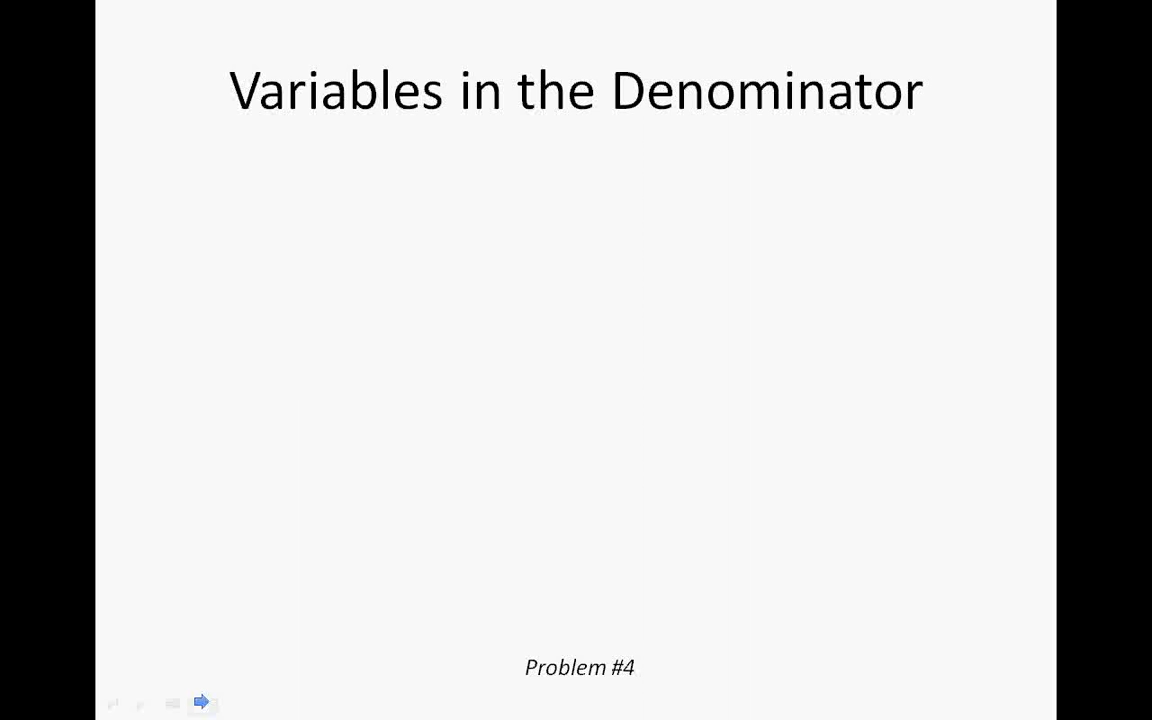 Variables in the Denominator
Problem #4